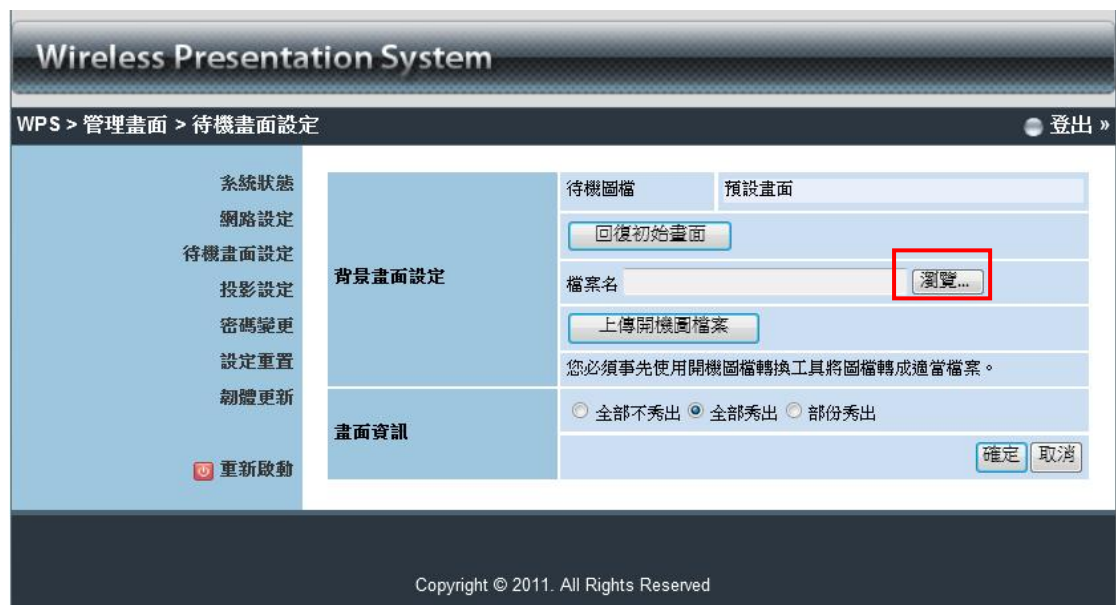 Wireless Presentation System
WPS > 管理畫面 > 待機畫面設定
登出 »
系統狀態
網路設定
待機畫面設定
投影設定
密碼變更
設定重置
韌體更新
重新啟動
背景畫面設定
待機圖檔 預設畫面
回復初始畫面
檔案名 瀏覽...
上傳開機圖檔案
您必須事先使用開機圖檔轉換工具將圖檔轉成適當檔案。
畫面資訊
全部不秀出 全部秀出 部份秀出
確定 取消
Copyright © 2011. All Rights Reserved